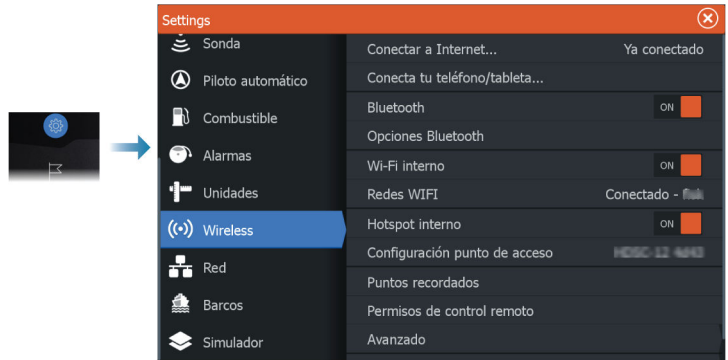 Settings
Sonda
Piloto automático
Combustible
Alarmas
Unidades
Wireless
Red
Barcos
Simulador
Conectar a Internet... Ya conectado
Conecta tu teléfono/tableta...
Bluetooth ON
Opciones Bluetooth
Wi-Fi interno ON
Redes WIFI Conectado -
Hotspot interno ON
Configuración punto de acceso
Puntos recordados
Permisos de control remoto
Avanzado